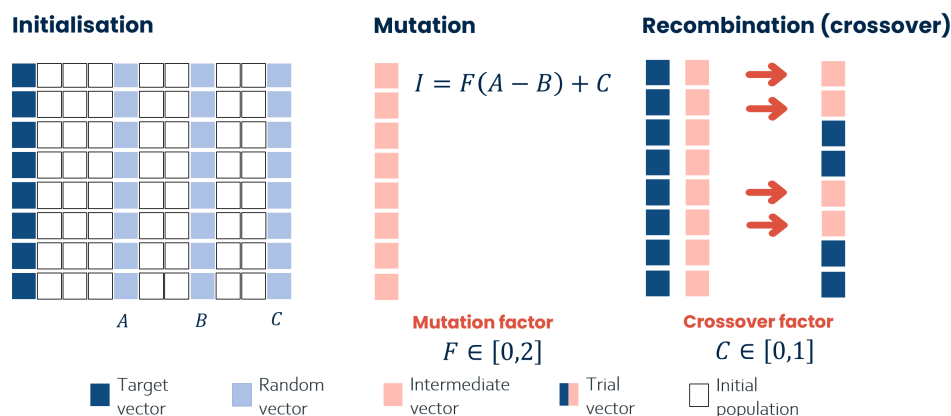 Initialisation
Mutation
Recombination (crossover)
I = F(A − B) + C
A
B
C
Mutation factor
F ∈ [0,2]
Crossover factor
C ∈ [0,1]
Target
vector
Random
vector
Intermediate
vector
Trial
vector
Initial
population